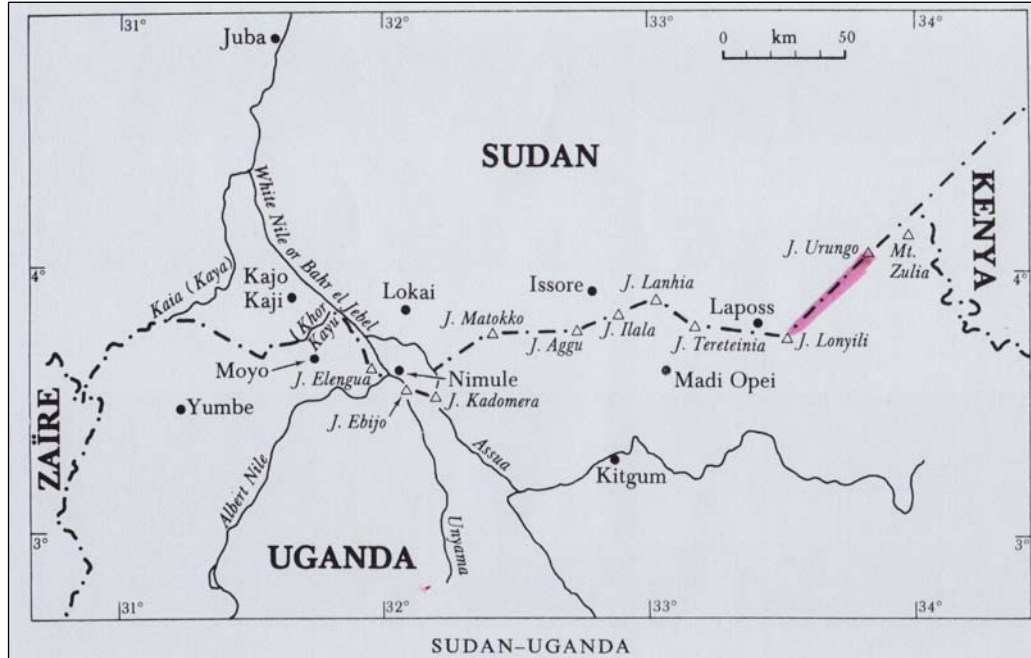 31°
32°
33°
34°
Juba
0 km 50
SUDAN
KENYA
White Nile or Bahr el Jebel
Kaia (Kaya)
4°
4°
Kajo
Kaji
Khor
Kayu
Lokai
Issore
J. Lanhia
J. Urungo
Mt.
Zulia
J. Matokko
J. Aggu
J. Ilala
Laposs
J. Tereteinia
J. Lonyili
Moyo
J. Elengua
Nimule
Madi Opei
J. Kadomera
J. Ebijo
Yumbe
ZAÏRE
Albert Nile
Assua
Kitgum
Unyama
UGANDA
3°
3°
31°
32°
33°
34°
SUDAN–UGANDA